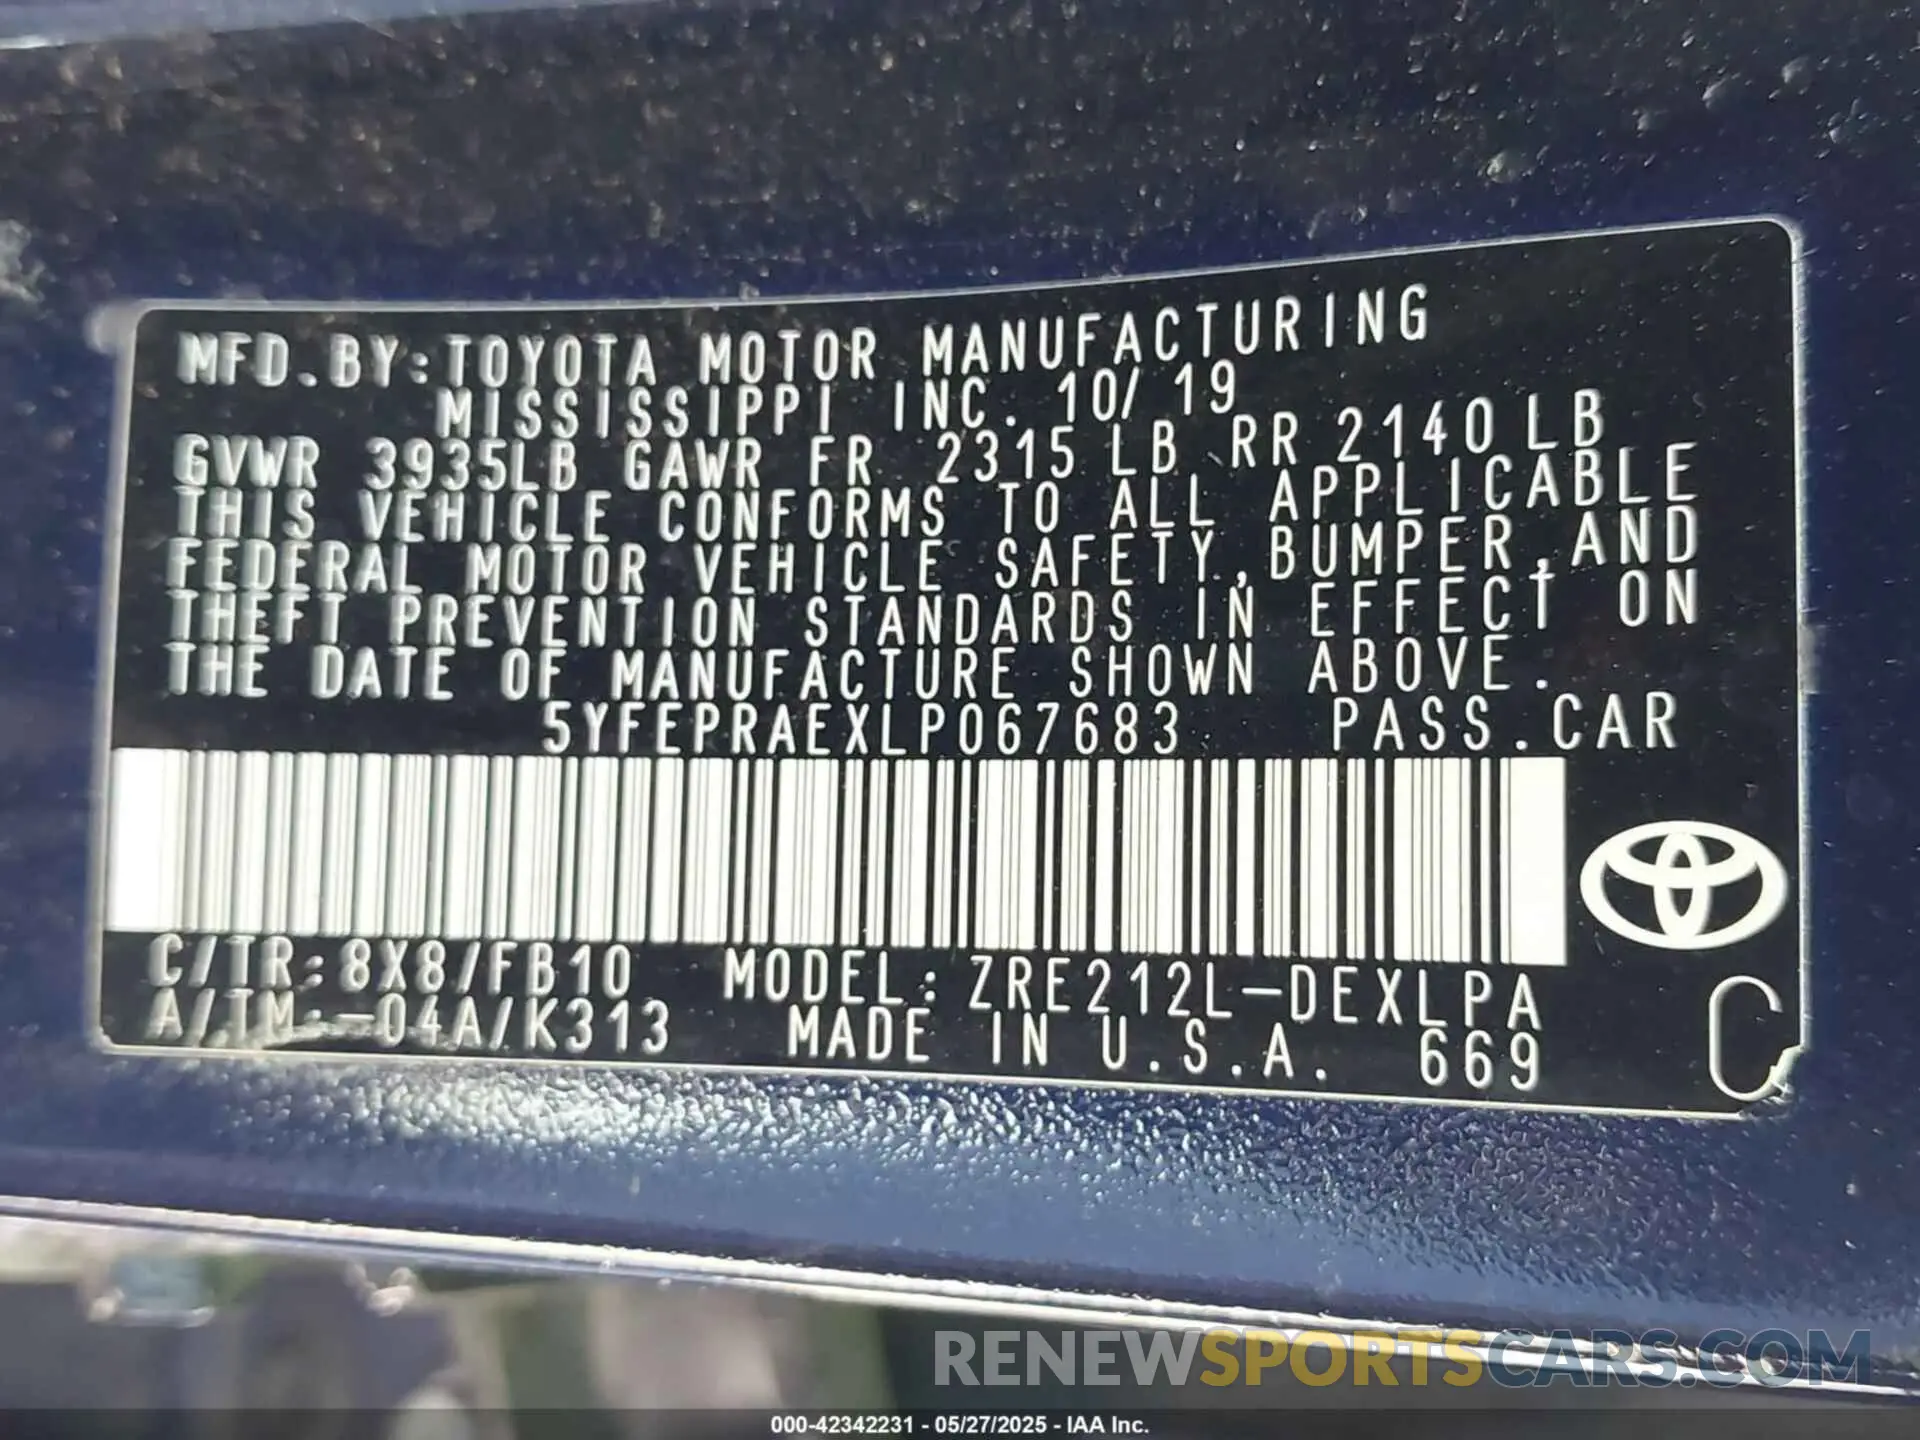 MFD.BY:TOYOTA MOTOR MANUFACTURING
MISSISSIPPI INC. 10/19
GVWR 3935LB GAWR FR 2315 LB RR 2140 LB
THIS VEHICLE CONFORMS TO ALL APPLICABLE
FEDERAL MOTOR VEHICLE SAFETY,BUMPER,AND
THEFT PREVENTION STANDARDS IN EFFECT ON
THE DATE OF MANUFACTURE SHOWN ABOVE.
5YFEPRAEXLP067683 PASS.CAR
C/TR:8X8/FB10 MODEL:ZRE212L-DEXLPA
A/TM:-04A/K313 MADE IN U.S.A. 669
C
RENEWSPORTSCARS.COM
000-42342231 - 05/27/2025 - IAA Inc.